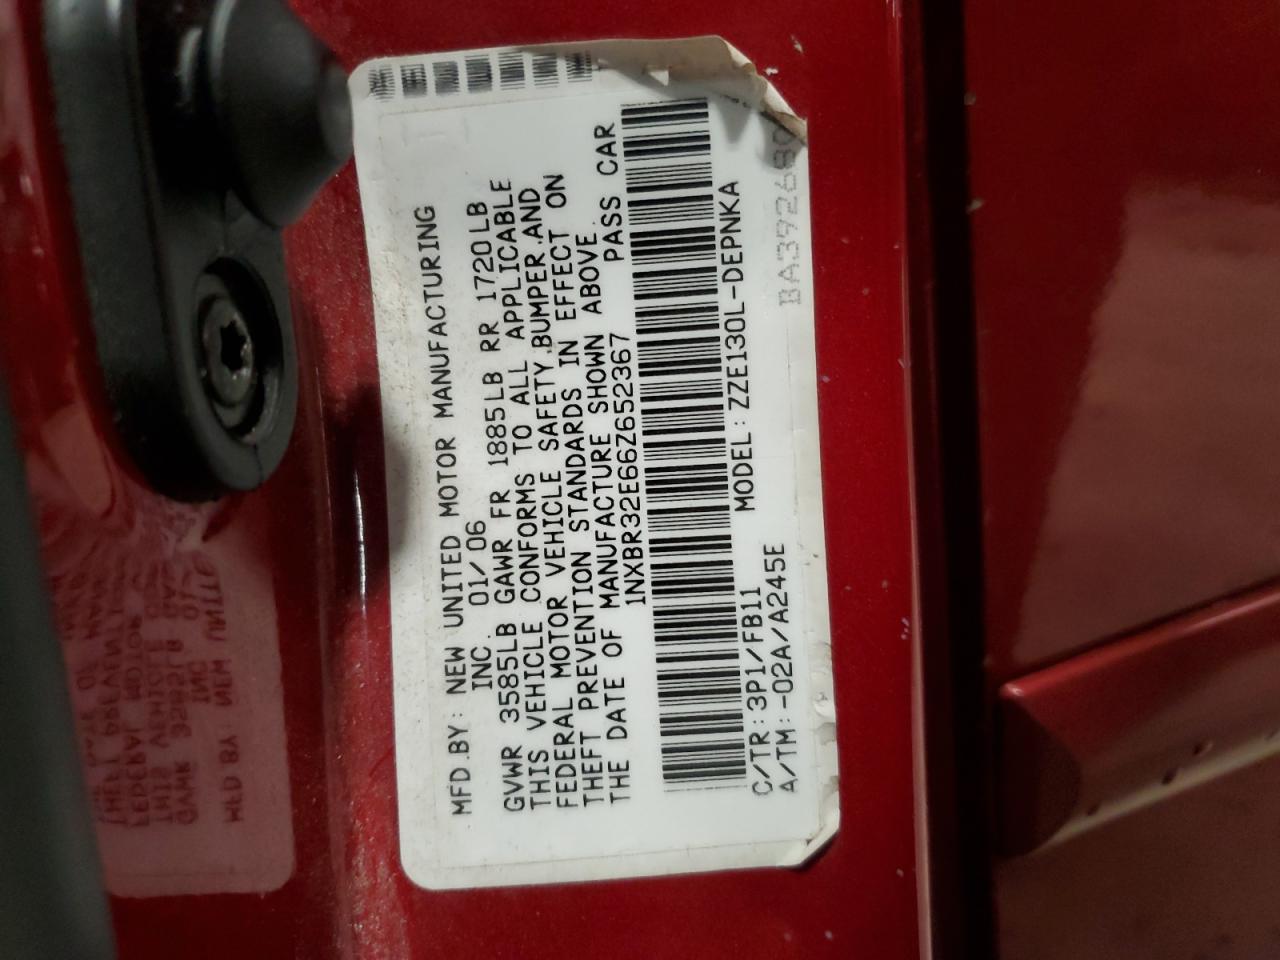 MFD.BY: NEW UNITED MOTOR MANUFACTURING
INC. 01/06
GVWR 3585LB GAWR FR 1885LB RR 1720LB
THIS VEHICLE CONFORMS TO ALL APPLICABLE
FEDERAL MOTOR VEHICLE SAFETY,BUMPER,AND
THEFT PREVENTION STANDARDS IN EFFECT ON
THE DATE OF MANUFACTURE SHOWN ABOVE.
1NXBR32E66Z652367 PASS CAR
MODEL: ZZE130L-DEPNKA
C/TR:3P1/FB11
A/TM:-02A/A245E
BA392680